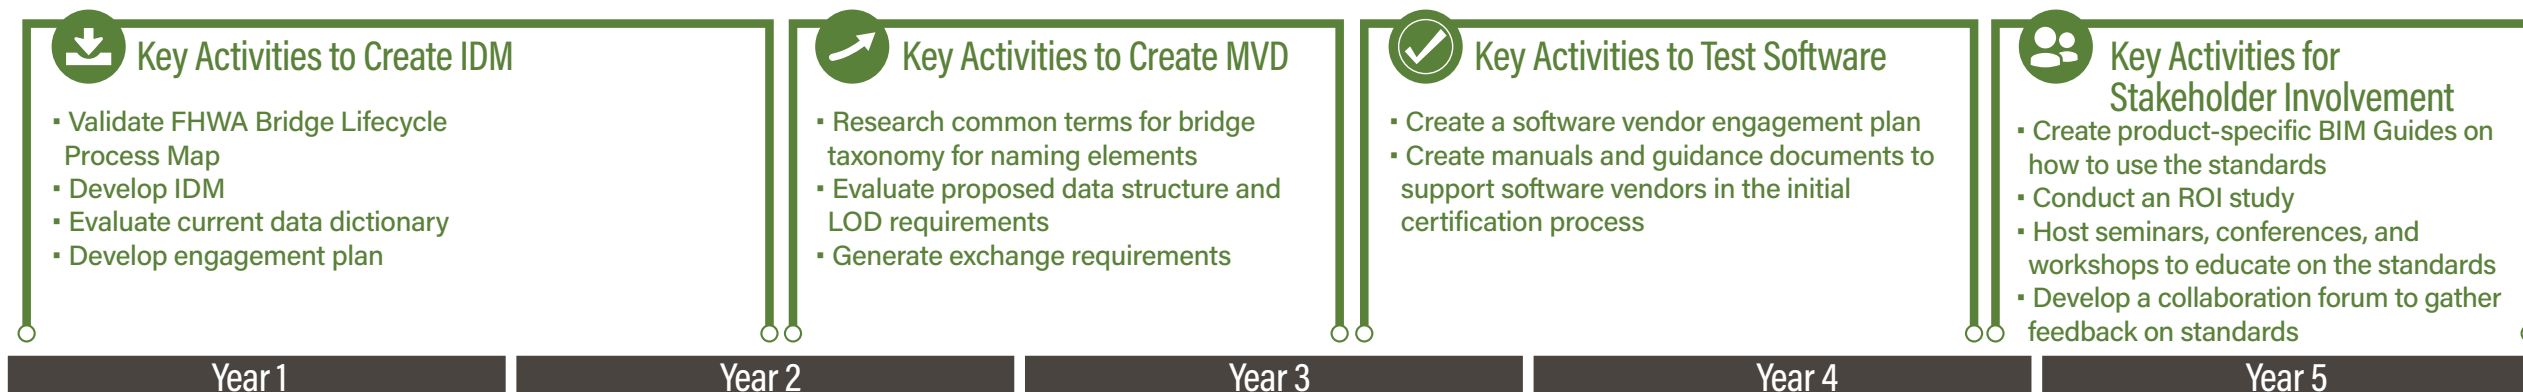 Key Activities to Create IDM
▪ Validate FHWA Bridge Lifecycle
Process Map
▪ Develop IDM
▪ Evaluate current data dictionary
▪ Develop engagement plan
Key Activities to Create MVD
▪ Research common terms for bridge
taxonomy for naming elements
▪ Evaluate proposed data structure and
LOD requirements
▪ Generate exchange requirements
Key Activities to Test Software
▪ Create a software vendor engagement plan
▪ Create manuals and guidance documents to
support software vendors in the initial
certification process
Key Activities for
Stakeholder Involvement
▪ Create product-specific BIM Guides on
how to use the standards
▪ Conduct an ROI study
▪ Host seminars, conferences, and
workshops to educate on the standards
▪ Develop a collaboration forum to gather
feedback on standards
Year 1
Year 2
Year 3
Year 4
Year 5